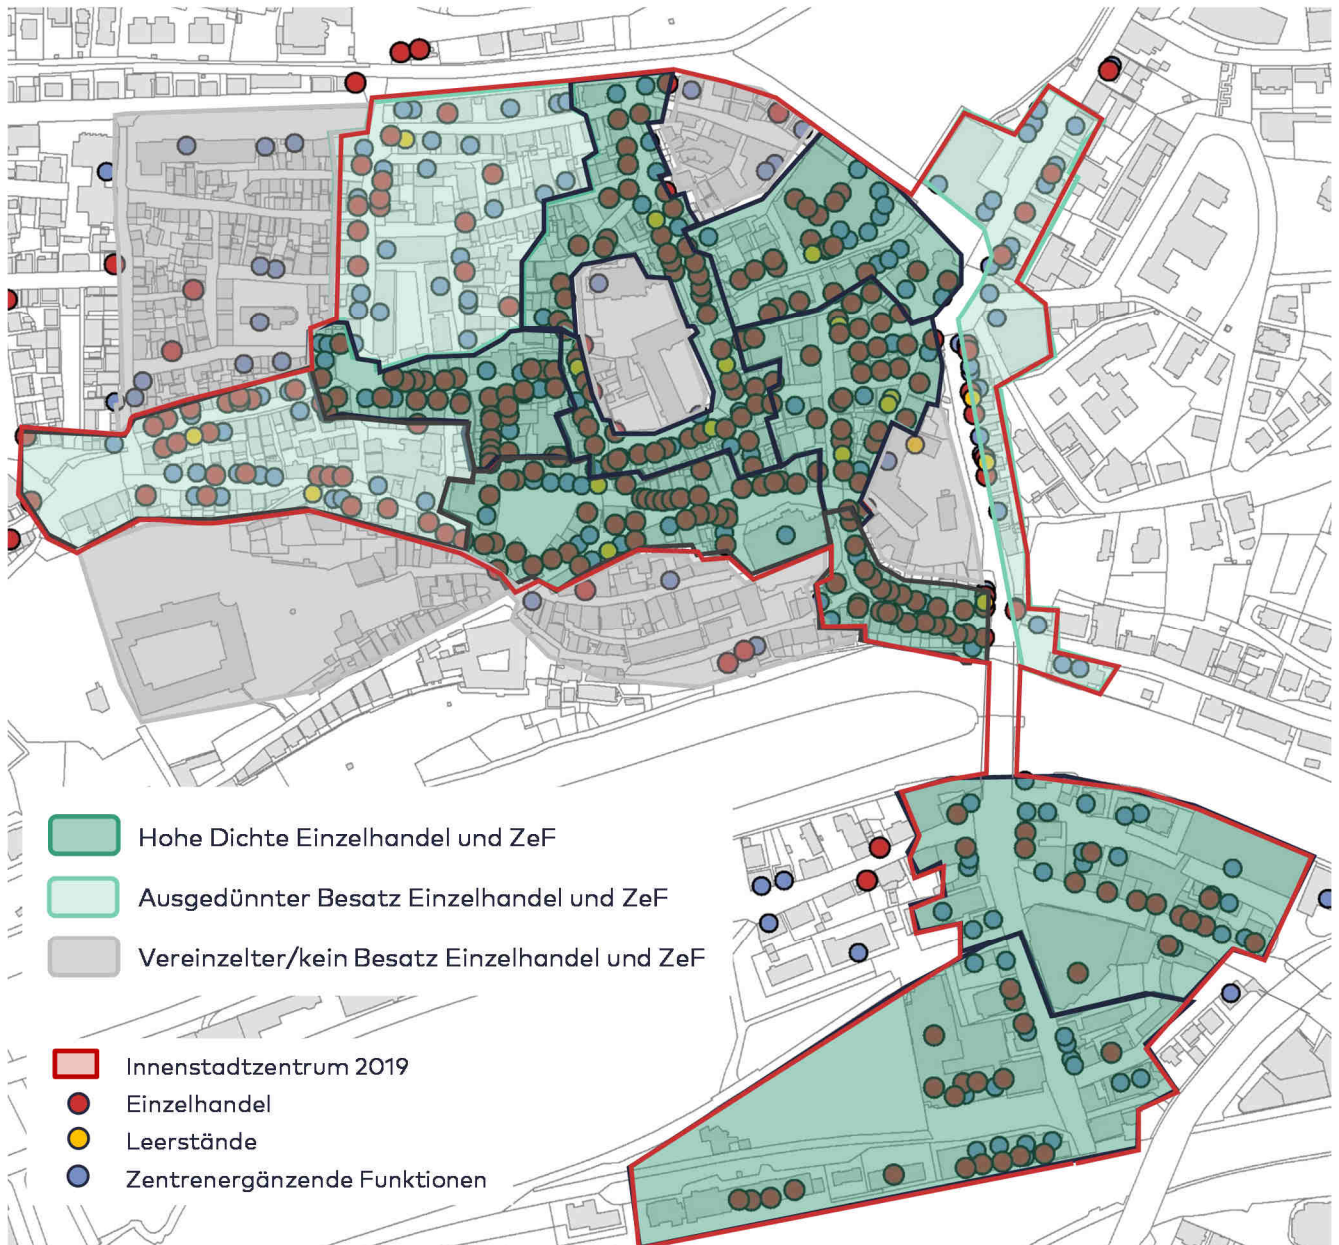 Hohe Dichte Einzelhandel und ZeF
Ausgedünnter Besatz Einzelhandel und ZeF
Vereinzelter/kein Besatz Einzelhandel und ZeF
Innenstadtzentrum 2019
Einzelhandel
Leerstände
Zentrenergänzende Funktionen